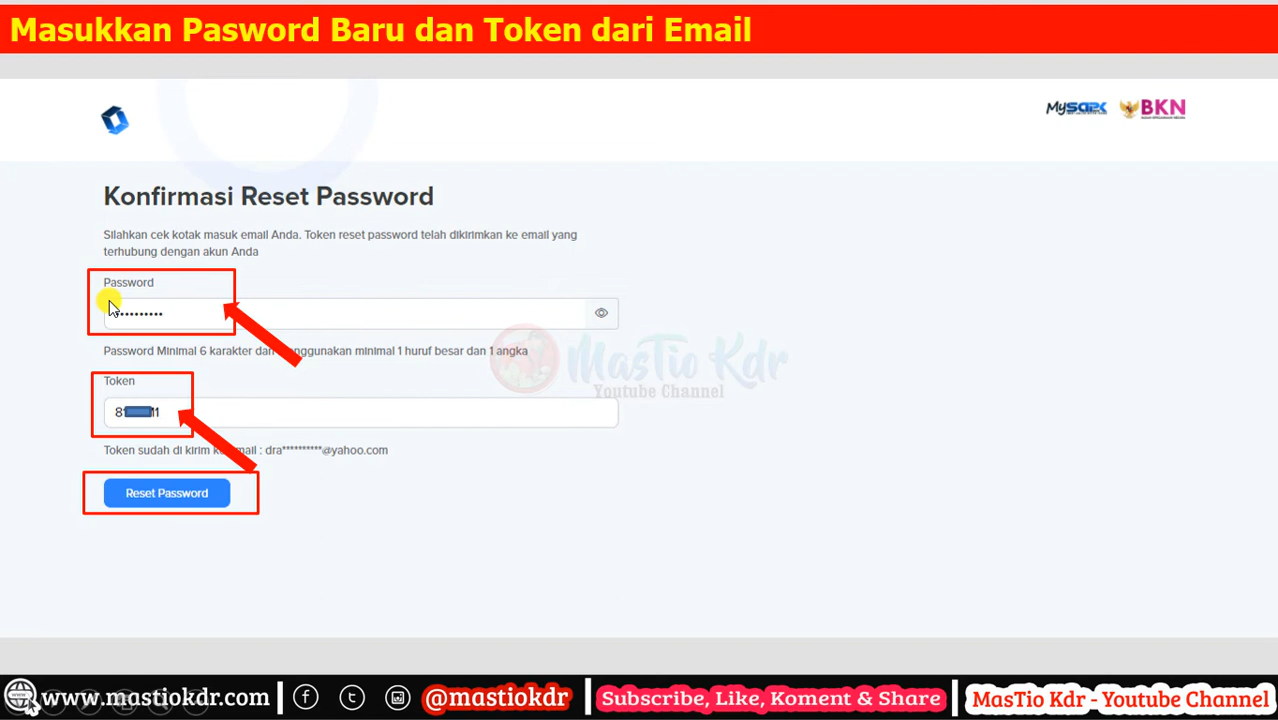 Masukkan Pasword Baru dan Token dari Email
MySAPK BKN
Konfirmasi Reset Password
Silahkan cek kotak masuk email Anda. Token reset password telah dikirimkan ke email yang
terhubung dengan akun Anda
Password
Password Minimal 6 karakter dan menggunakan minimal 1 huruf besar dan 1 angka
MasTio Kdr
Youtube Channel
Token
81 11
Token sudah di kirim ke email : dra**********@yahoo.com
Reset Password
www.mastiokdr.com @mastiokdr Subscribe, Like, Koment & Share MasTio Kdr - Youtube Channel